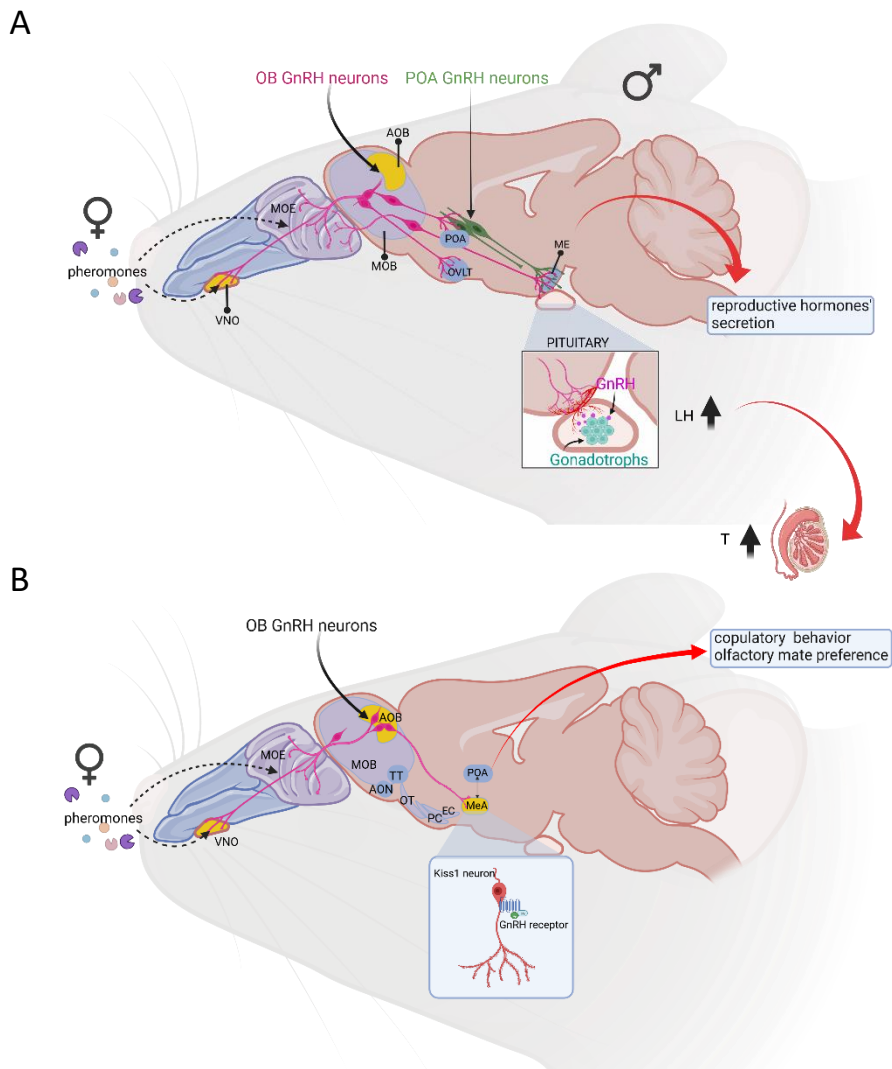 A
OB GnRH neurons
POA GnRH neurons
AOB
MOE
pheromones
VNO
MOB
POA
OVLT
ME
reproductive hormones'
secretion
PITUITARY
GnRH
Gonadotrophs
LH
T
B
OB GnRH neurons
copulatory behavior
olfactory mate preference
AOB
MOE
MOB
TT
AON
OT
POA
MeA
EC
PC
pheromones
VNO
Kiss1 neuron
GnRH receptor